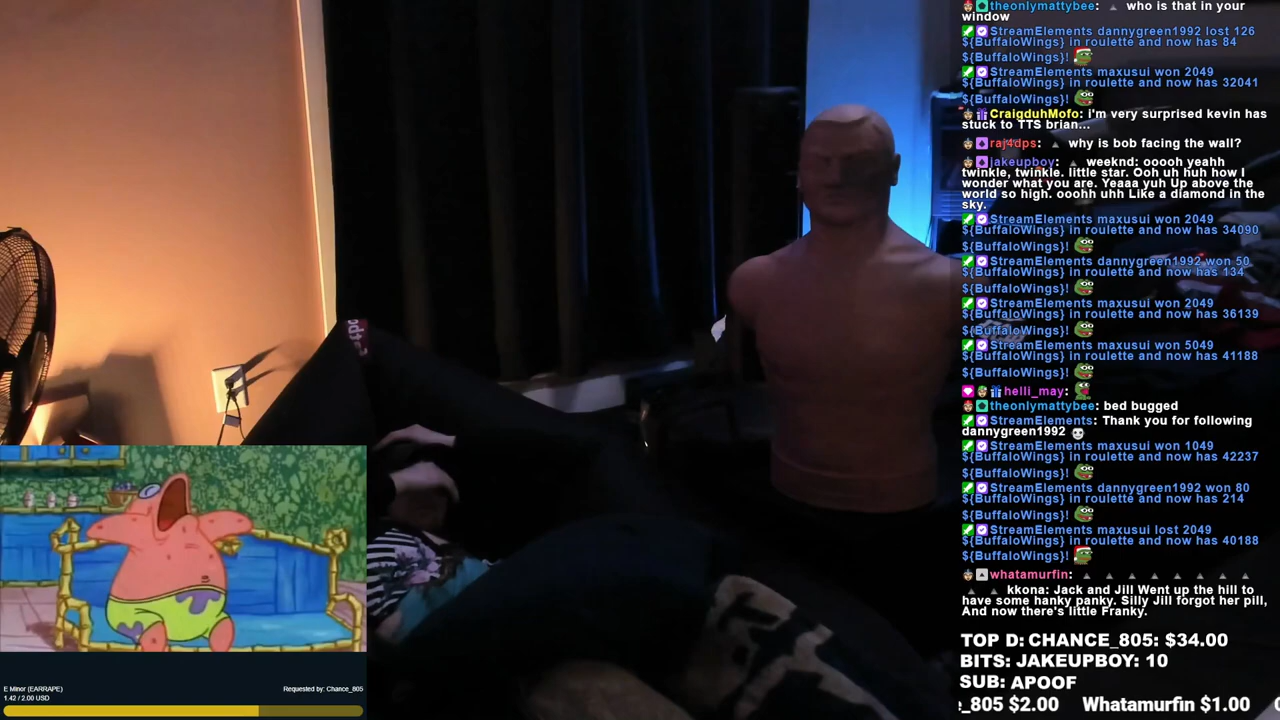 theonlymattybee: who is that in your
window
StreamElements dannygreen1992 lost 126
${BuffaloWings} in roulette and now has 84
${BuffaloWings}!
StreamElements maxusui won 2049
${BuffaloWings} in roulette and now has 32041
${BuffaloWings}!
CraigduhMofo: i'm very surprised kevin has
stuck to TTS brian...
raj4dps: why is bob facing the wall?
jakeupboy: weeknd: ooooh yeahh
twinkle, twinkle. little star. Ooh uh huh how I
wonder what you are. Yeaaa yuh Up above the
world so high. ooohh uhh Like a diamond in the
sky.
StreamElements maxusui won 2049
${BuffaloWings} in roulette and now has 34090
${BuffaloWings}!
StreamElements dannygreen1992 won 50
${BuffaloWings} in roulette and now has 134
${BuffaloWings}!
StreamElements maxusui won 2049
${BuffaloWings} in roulette and now has 36139
${BuffaloWings}!
StreamElements maxusui won 5049
${BuffaloWings} in roulette and now has 41188
${BuffaloWings}!
helli_may:
theonlymattybee: bed bugged
StreamElements: Thank you for following
dannygreen1992
StreamElements maxusui won 1049
${BuffaloWings} in roulette and now has 42237
${BuffaloWings}!
StreamElements dannygreen1992 won 80
${BuffaloWings} in roulette and now has 214
${BuffaloWings}!
StreamElements maxusui lost 2049
${BuffaloWings} in roulette and now has 40188
${BuffaloWings}!
whatamurfin:
kkona: Jack and Jill Went up the hill to
have some hanky panky. Silly Jill forgot her pill,
And now there's little Franky.
TOP D: CHANCE_805: $34.00
BITS: JAKEUPBOY: 10
SUB: APOOF
e_805 $2.00 Whatamurfin $1.00
E Minor (EARRAPE) Requested by: Chance_805
1.42 / 2.00 USD